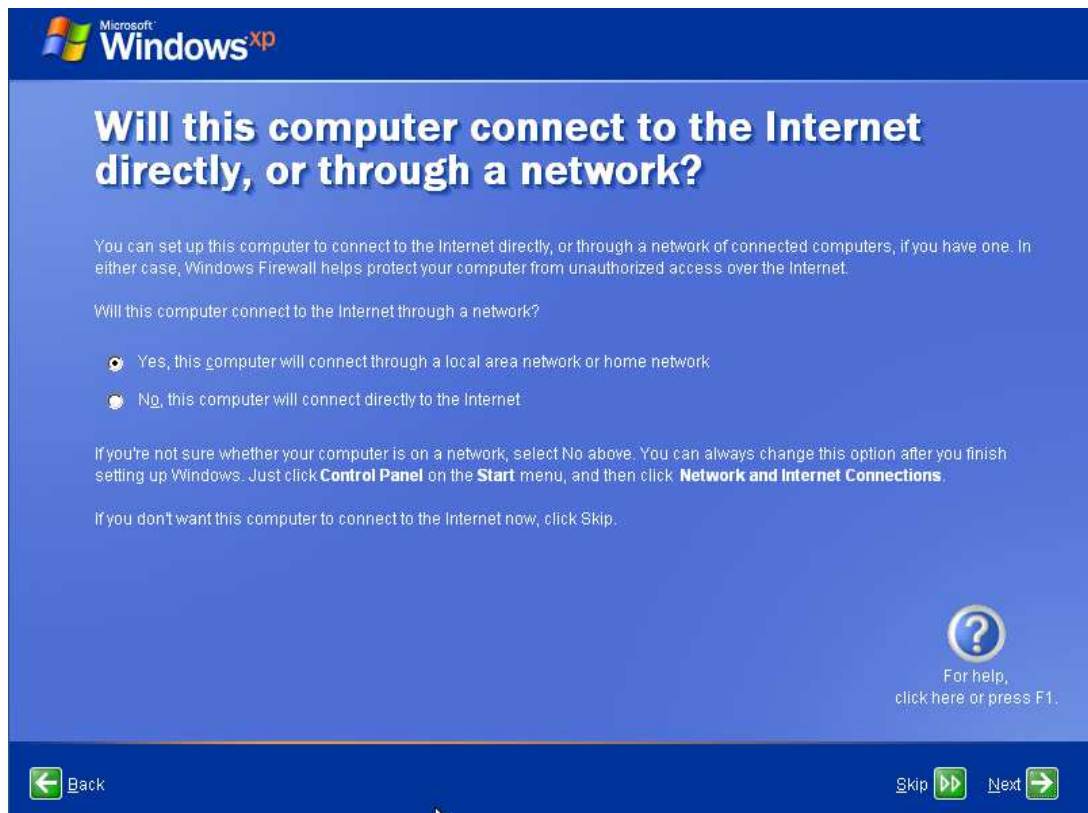 Microsoft
Windows xp
Will this computer connect to the Internet
directly, or through a network?
You can set up this computer to connect to the Internet directly, or through a network of connected computers, if you have one. In
either case, Windows Firewall helps protect your computer from unauthorized access over the Internet.
Will this computer connect to the Internet through a network?
Yes, this computer will connect through a local area network or home network
No, this computer will connect directly to the Internet
If you're not sure whether your computer is on a network, select No above. You can always change this option after you finish
setting up Windows. Just click Control Panel on the Start menu, and then click Network and Internet Connections.
If you don't want this computer to connect to the Internet now, click Skip.
?
For help,
click here or press F1.
Back
Skip
Next